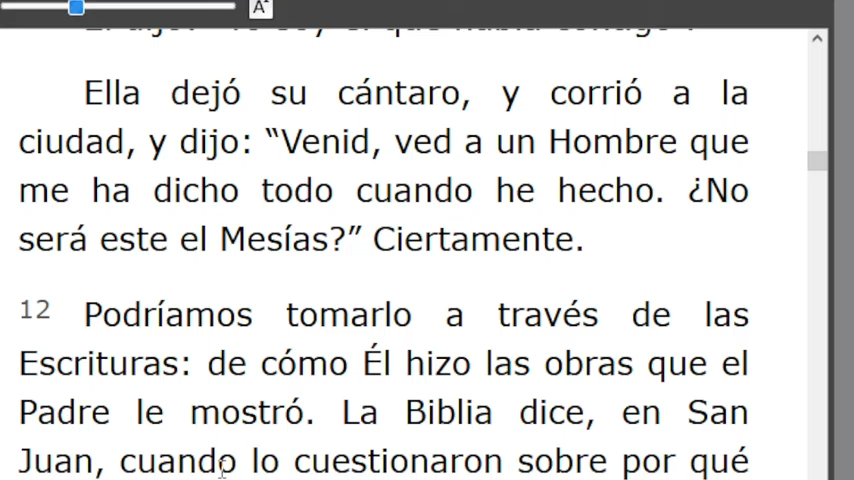 A
Ella dejó su cántaro, y corrió a la
ciudad, y dijo: “Venid, ved a un Hombre que
me ha dicho todo cuando he hecho. ¿No
será este el Mesías?” Ciertamente.
12 Podríamos tomarlo a través de las
Escrituras: de cómo Él hizo las obras que el
Padre le mostró. La Biblia dice, en San
Juan, cuando lo cuestionaron sobre por qué